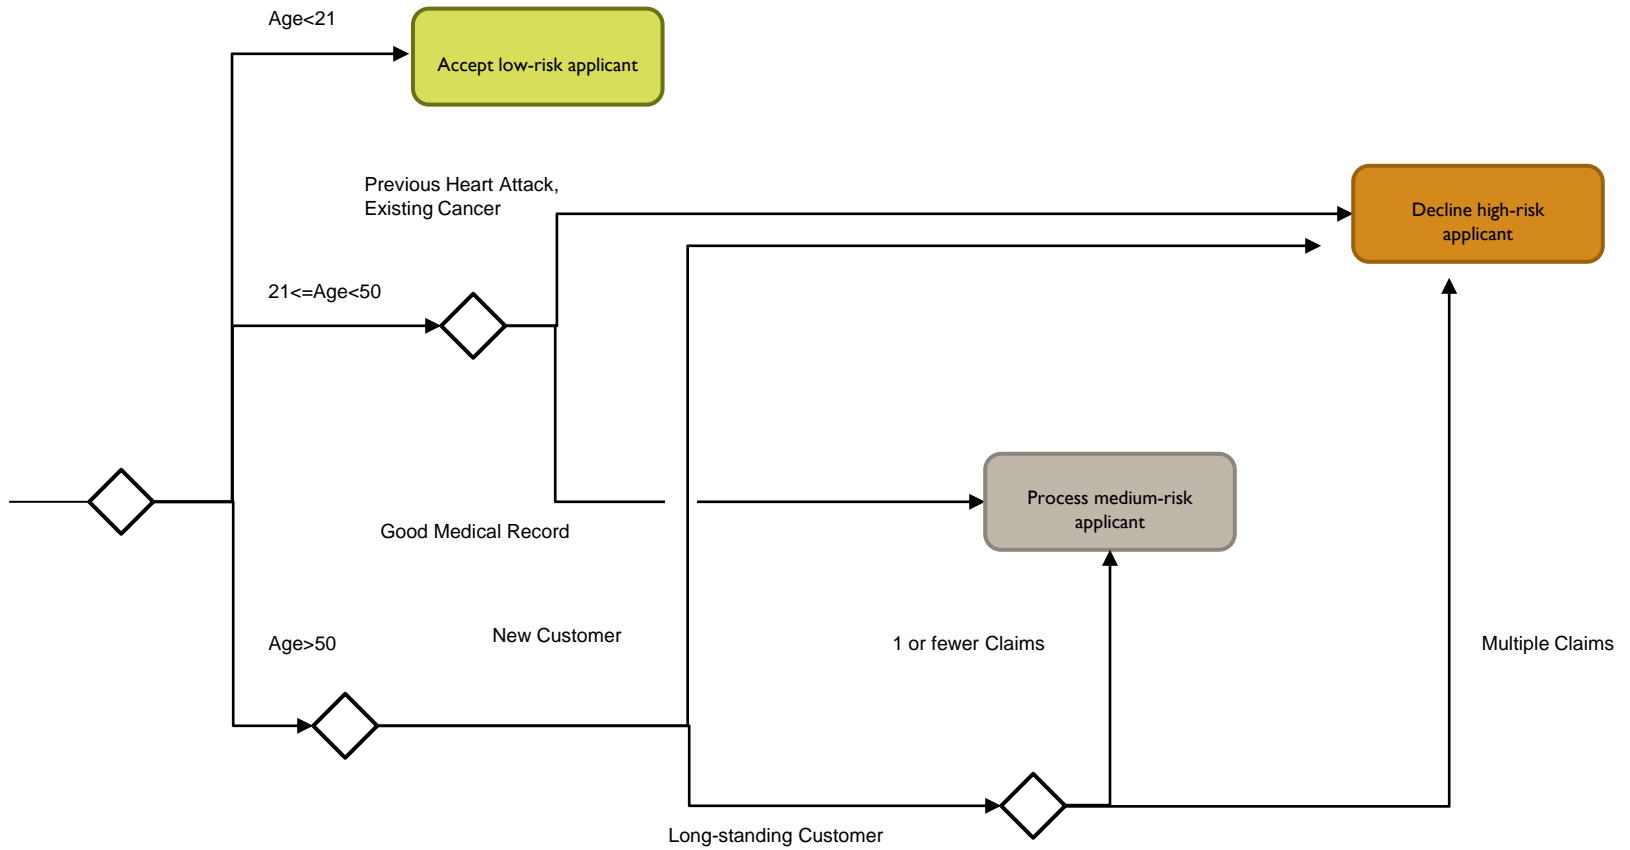 Age<21
Accept low-risk applicant
Previous Heart Attack,
Existing Cancer
Decline high-risk
applicant
21<=Age<50
Process medium-risk
applicant
Good Medical Record
New Customer
Age>50
1 or fewer Claims
Multiple Claims
Long-standing Customer